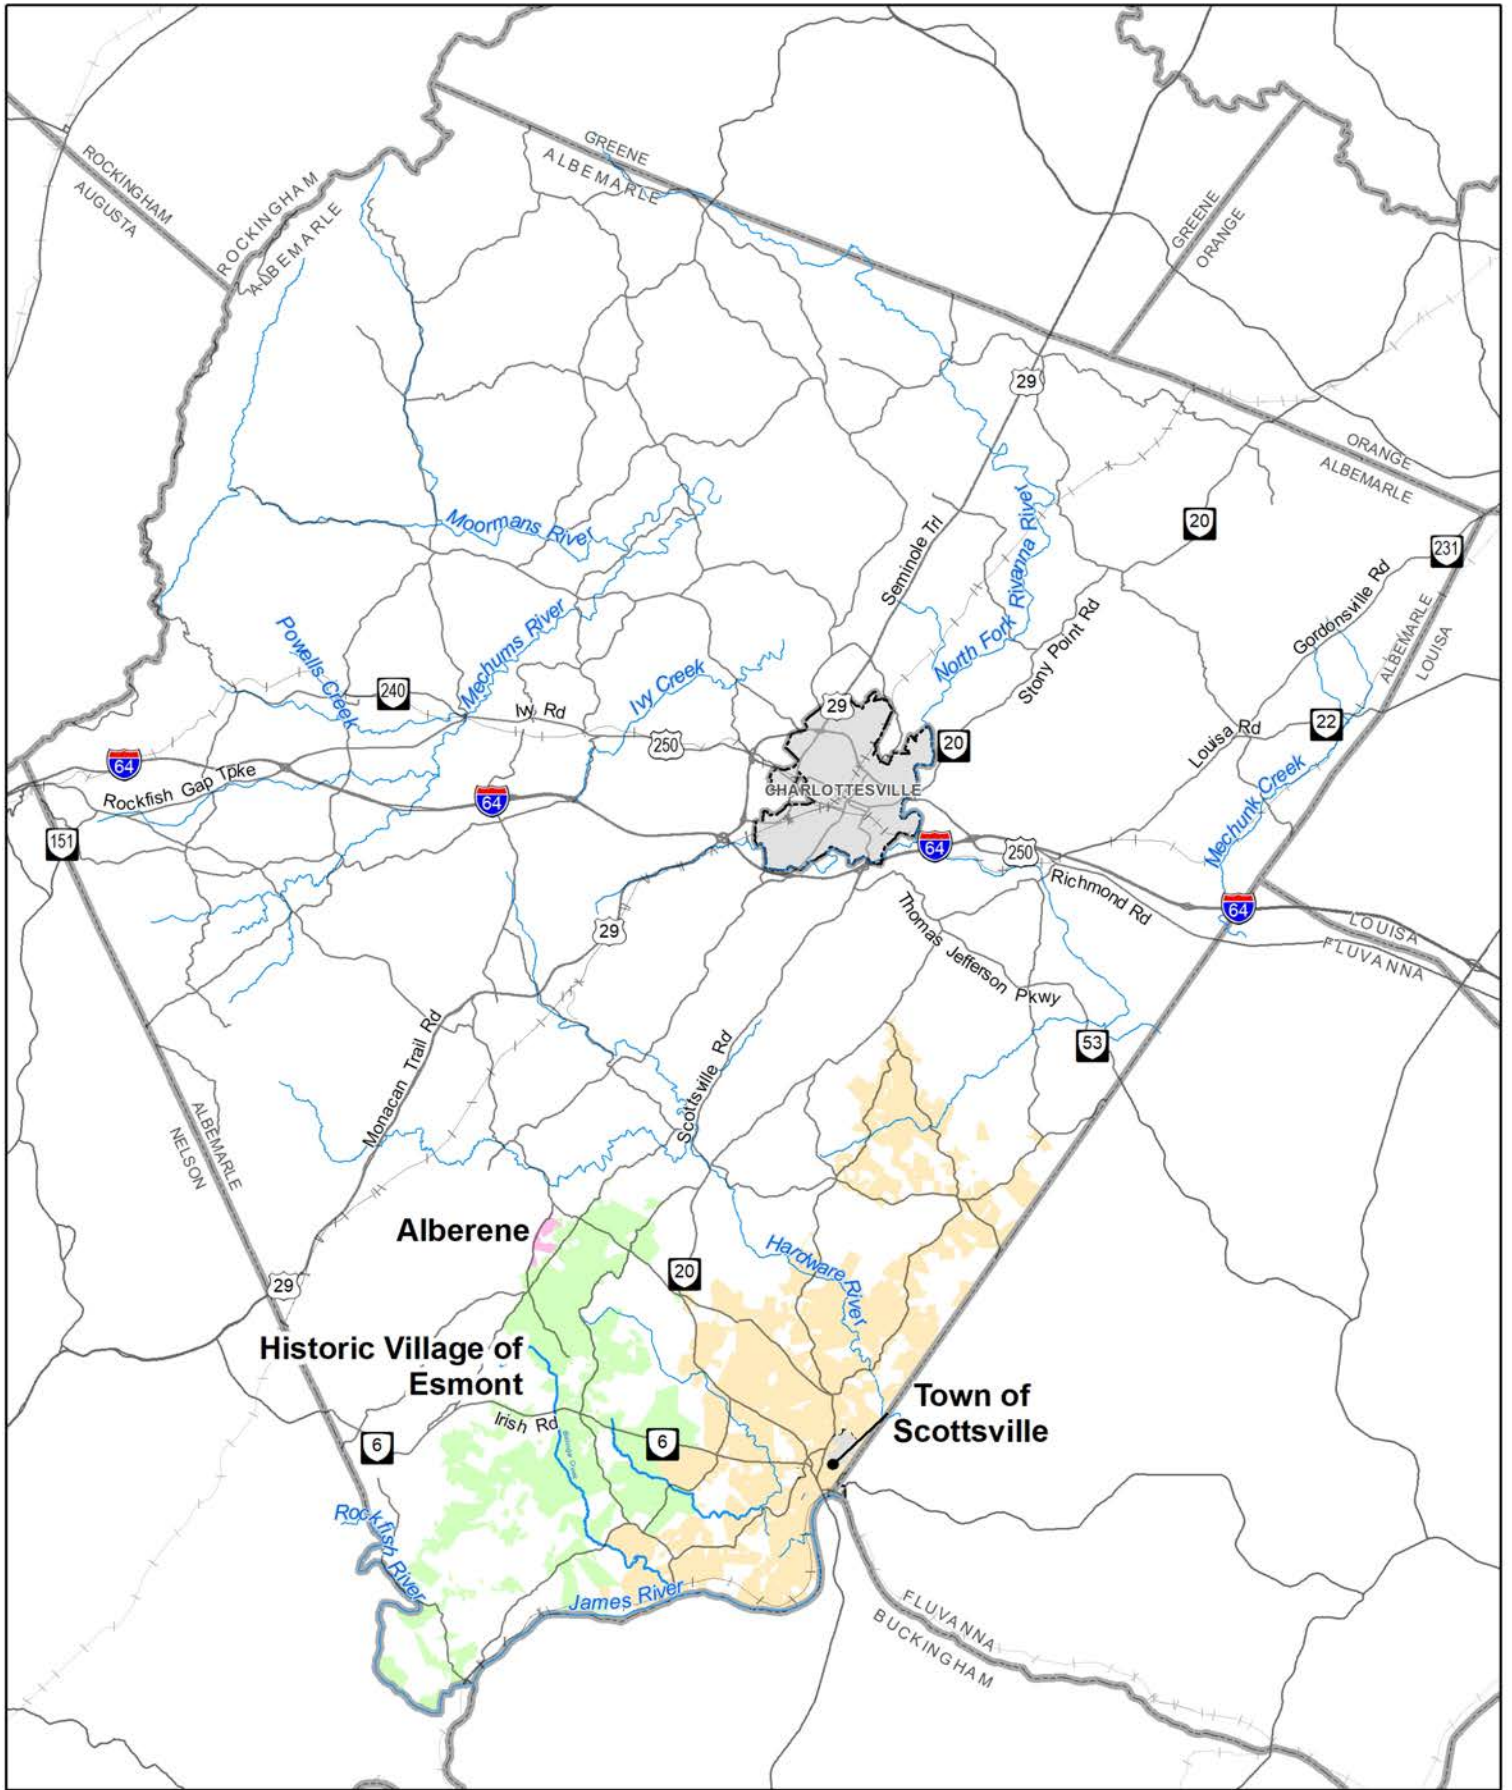 GREENE
ALBEMARLE
ROCKINGHAM
AUGUSTA
ROCKINGHAM
ALBEMARLE
GREENE
ORANGE
29
ORANGE
ALBEMARLE
20
231
Moormans River
Seminole Trl
North Fork Rivanna River
Gordonsville Rd
ALBEMARLE
LOUISA
Powells Creek
Mechums River
Stony Point Rd
240
Ivy Creek
Ivy Rd
29
22
250
20
Louisa Rd
64
Rockfish Gap Tpke
64
CHARLOTTESVILLE
Mechunk Creek
151
64
250
Richmond Rd
64
29
Thomas Jefferson Pkwy
LOUISA
FLUVANNA
Monacan Trail Rd
Scottsville Rd
53
ALBEMARLE
NELSON
Alberene
Hardware River
20
29
Historic Village of
Esmont
Town of
Scottsville
Irish Rd
6
6
Rockfish River
James River
FLUVANNA
BUCKINGHAM